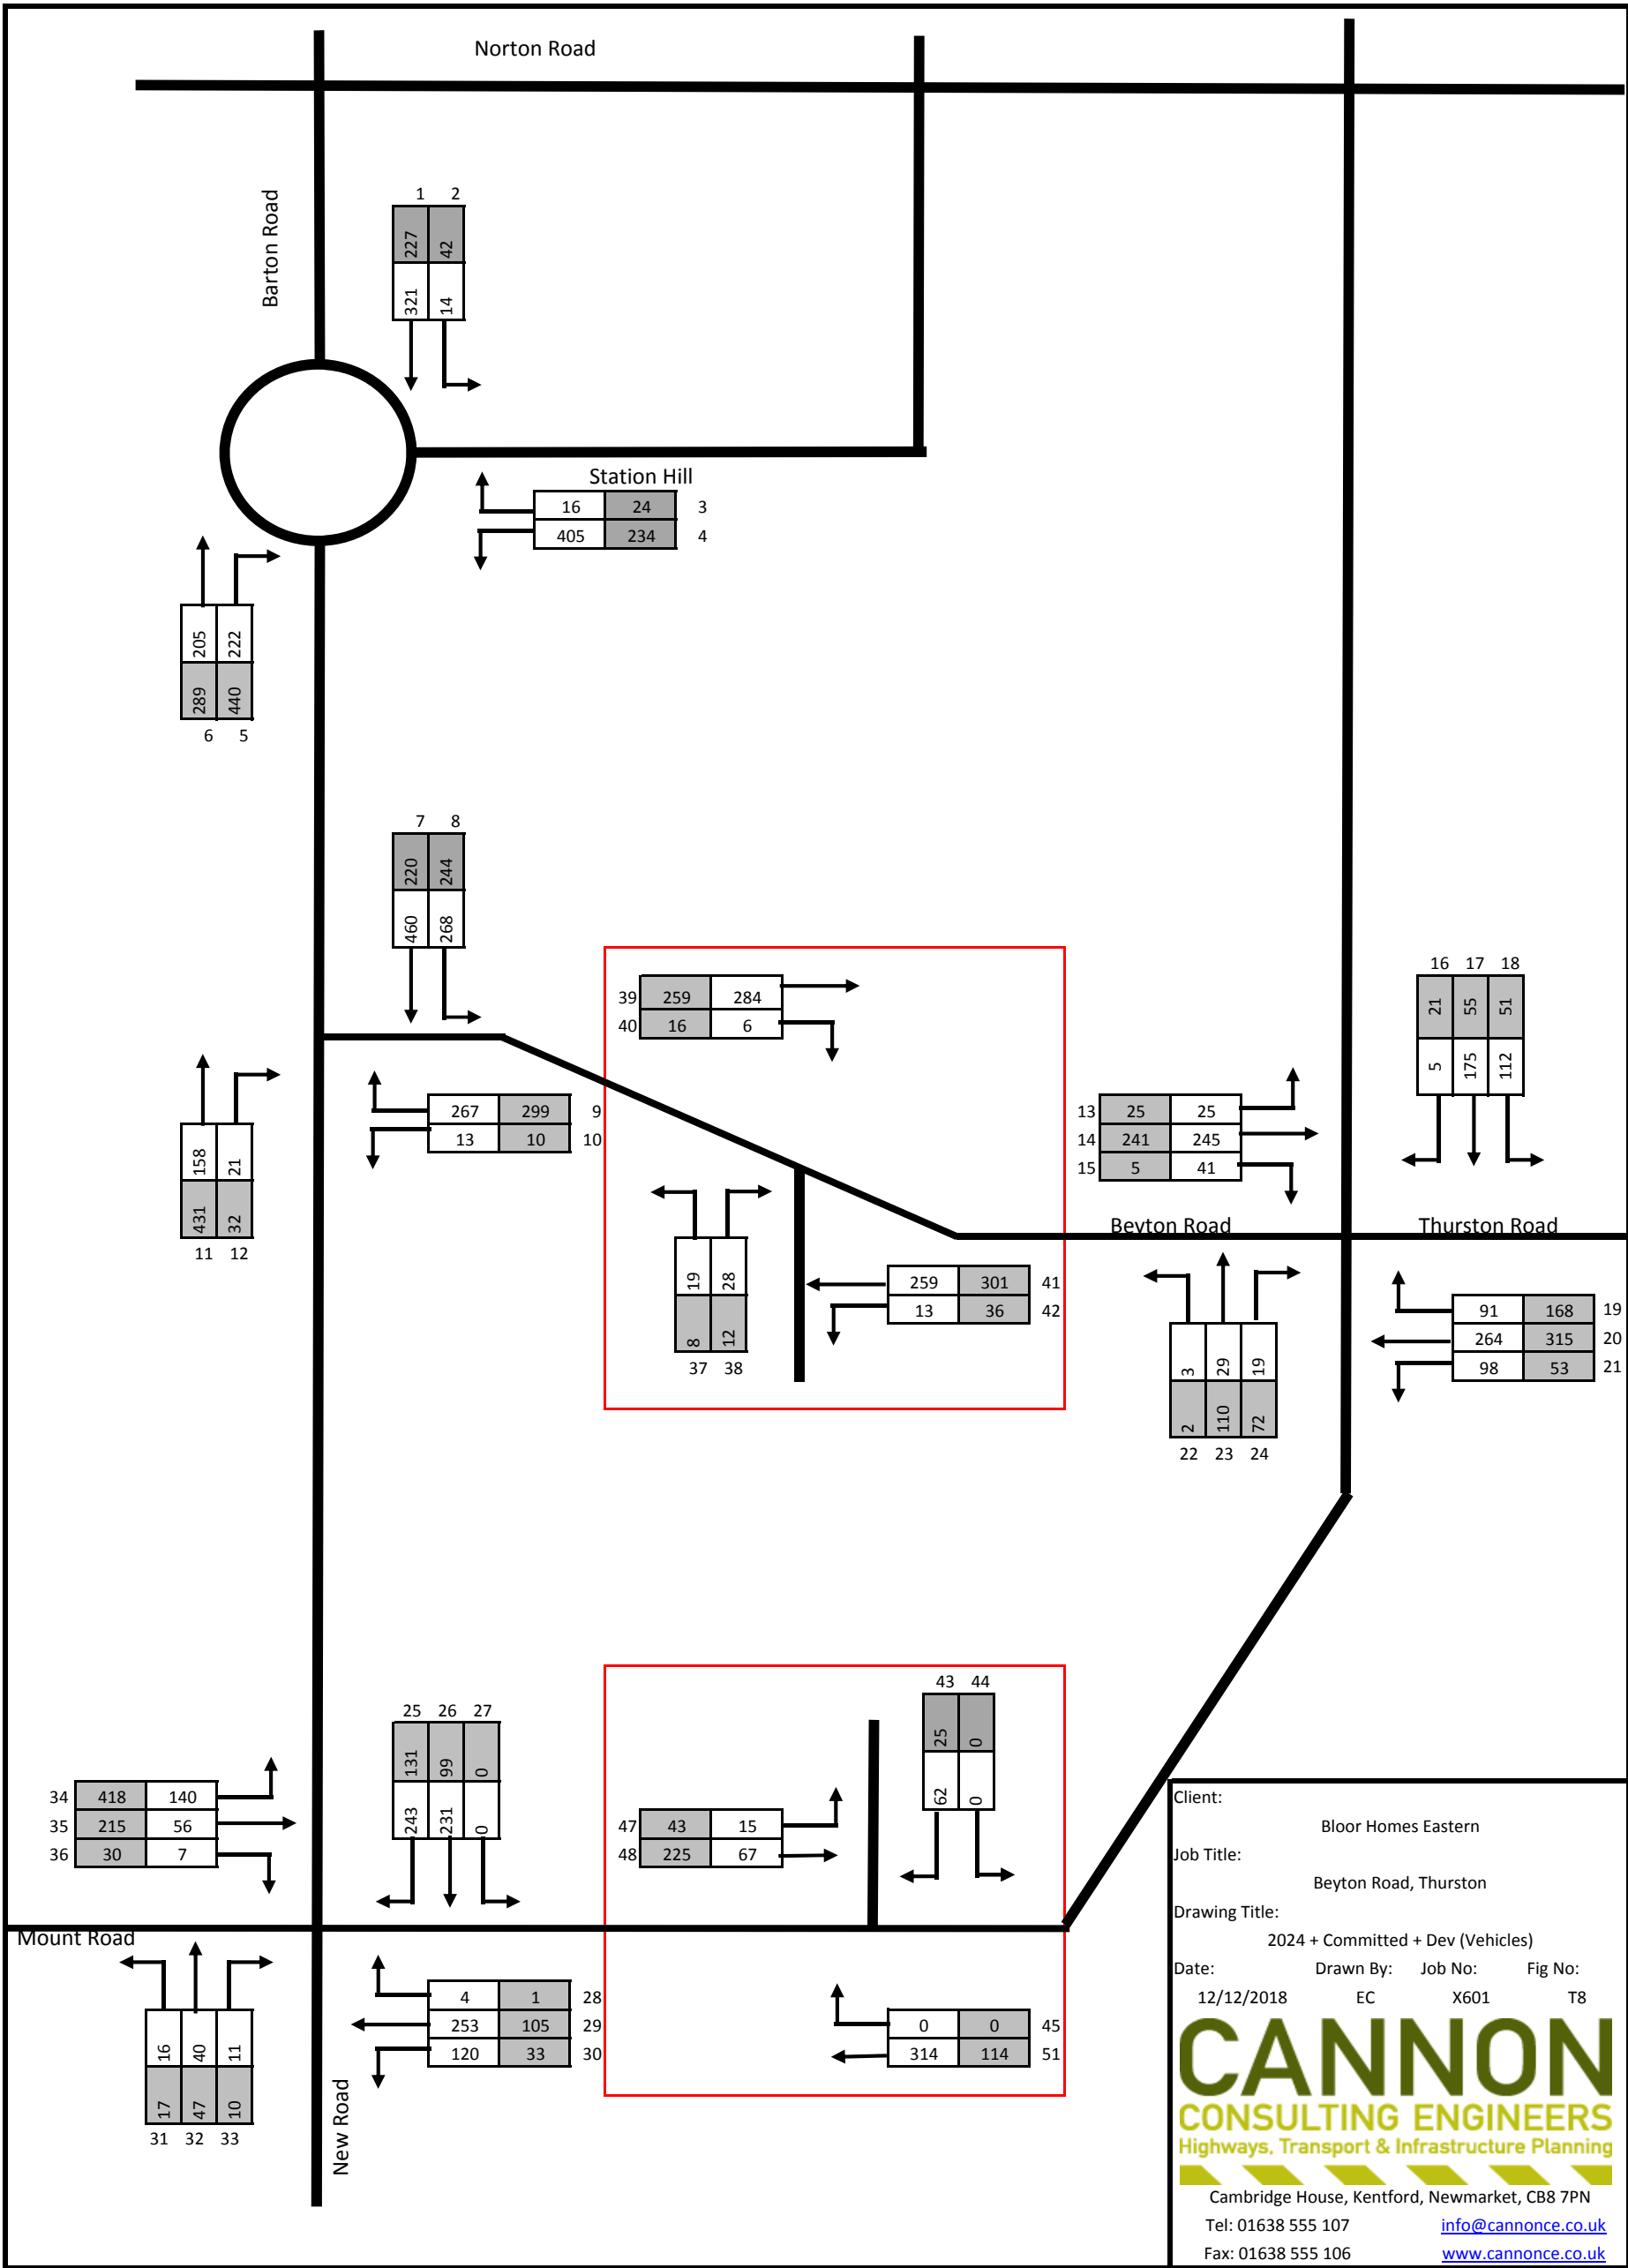 Norton Road
Barton Road
1 2
227 42
321 14
Station Hill
16 24 3
405 234 4
205 222
289 440
6 5
7 8
220 244
460 268
39 259 284
40 16 6
16 17 18
21 55 51
5 175 112
267 299 9
13 10 10
13 25 25
14 241 245
15 5 41
158 21
431 32
11 12
Beyton Road
Thurston Road
19 28
8 12
37 38
259 301 41
13 36 42
3 29 19
2 110 72
22 23 24
91 168 19
264 315 20
98 53 21
25 26 27
131 99 0
243 231 0
43 44
25 0
62 0
34 418 140
35 215 56
36 30 7
47 43 15
48 225 67
Mount Road
16 40 11
17 47 10
31 32 33
New Road
4 1 28
253 105 29
120 33 30
0 0 45
314 114 51
Client:
Bloor Homes Eastern
Job Title:
Beyton Road, Thurston
Drawing Title:
2024 + Committed + Dev (Vehicles)
Date: Drawn By: Job No: Fig No:
12/12/2018 EC X601 T8
CANNON
CONSULTING ENGINEERS
Highways, Transport & Infrastructure Planning
Cambridge House, Kentford, Newmarket, CB8 7PN
Tel: 01638 555 107 info@cannonce.co.uk
Fax: 01638 555 106 www.cannonce.co.uk